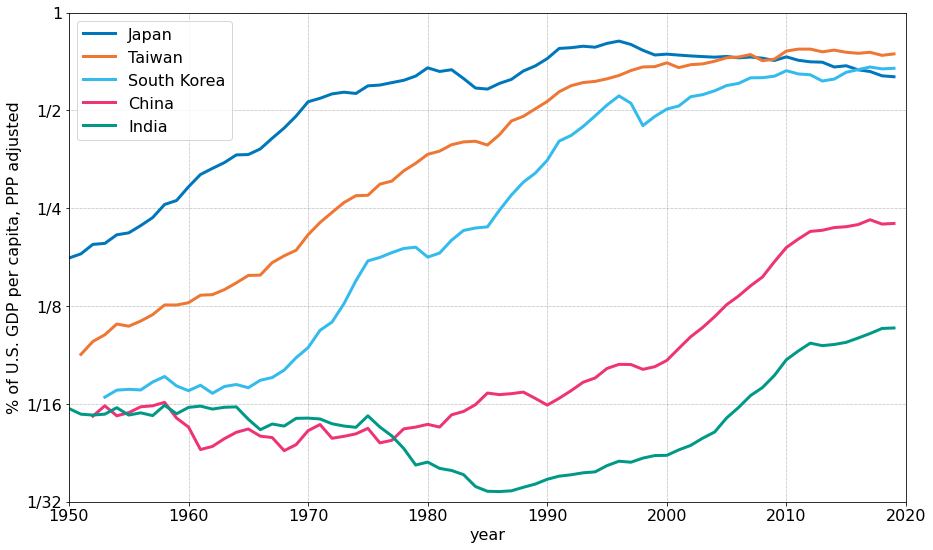 % of U.S. GDP per capita, PPP adjusted
1
1/2
1/4
1/8
1/16
1/32
Japan
Taiwan
South Korea
China
India
1950 1960 1970 1980 1990 2000 2010 2020
year